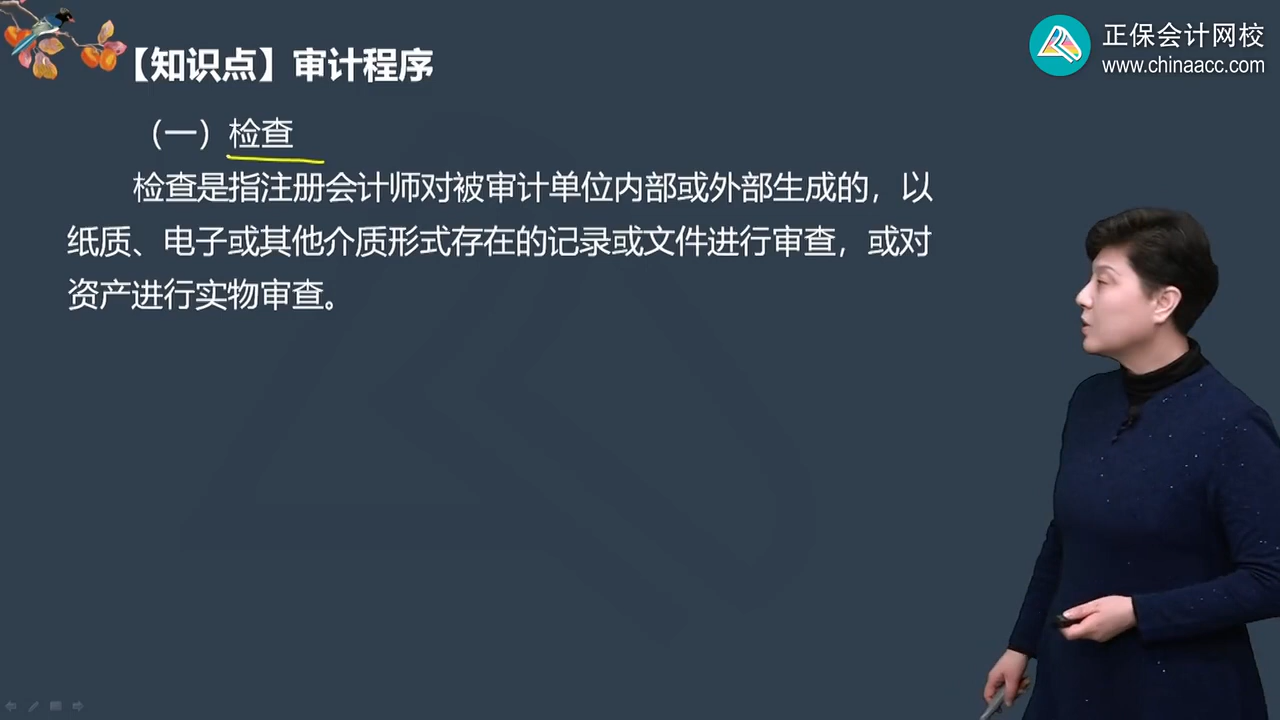 【知识点】审计程序
正保会计网校
www.chinaacc.com
（一）检查
检查是指注册会计师对被审计单位内部或外部生成的，以
纸质、电子或其他介质形式存在的记录或文件进行审查，或对
资产进行实物审查。